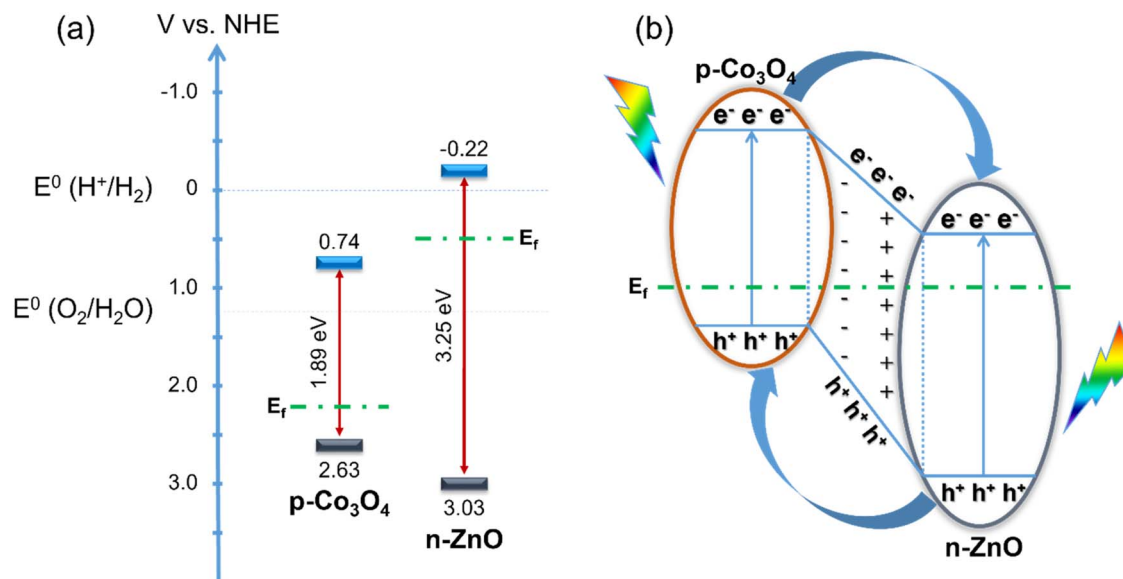 (a)
V vs. NHE
-1.0
E⁰ (H⁺/H₂)
0
1.0
E⁰ (O₂/H₂O)
2.0
3.0
-0.22
0.74
E_f
1.89 eV
3.25 eV
E_f
2.63
p-Co₃O₄
3.03
n-ZnO
(b)
p-Co₃O₄
e⁻ e⁻ e⁻
e⁻ e⁻ e⁻
e⁻ e⁻ e⁻
- - - - - - -
+ + + + + + + +
E_f
h⁺ h⁺ h⁺
h⁺ h⁺ h⁺
h⁺ h⁺ h⁺
n-ZnO